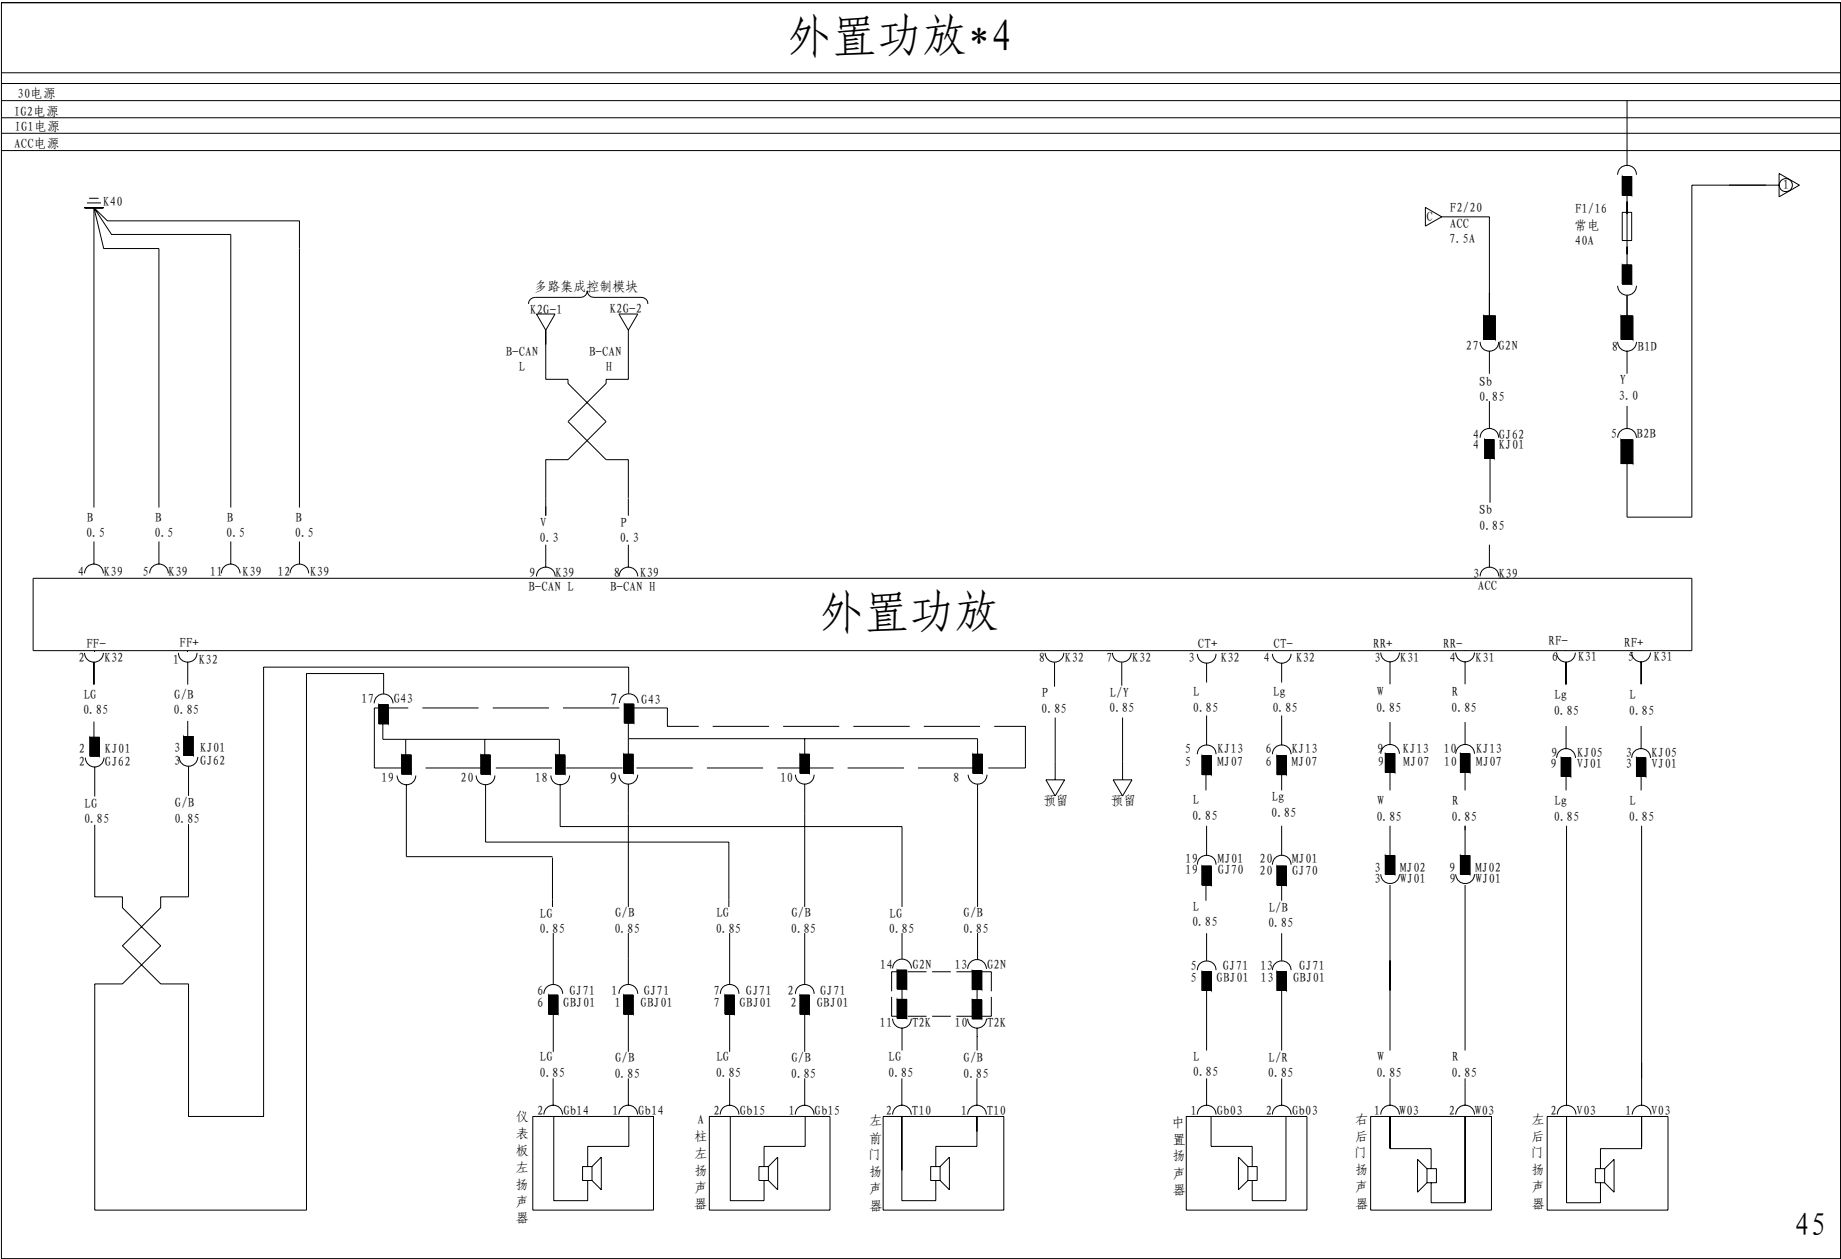 外置功放*4
30电源
IG2电源
IG1电源
ACC电源
K40
C
F2/20
ACC
7.5A
F1/16
常电
40A
1
多路集成控制模块
K2G-1
K2G-2
B-CAN
L
B-CAN
H
27 G2N
8 B1D
Sb
0.85
Y
3.0
4 GJ62
4 KJ01
5 B2B
B
0.5
B
0.5
B
0.5
B
0.5
V
0.3
P
0.3
Sb
0.85
4 K39
5 K39
11 K39
12 K39
9 K39
8 K39
3 K39
B-CAN L
B-CAN H
ACC
外置功放
FF-
FF+
CT+
CT-
RR+
RR-
RF-
RF+
2 K32
1 K32
8 K32
7 K32
3 K32
4 K32
3 K31
4 K31
6 K31
5 K31
LG
0.85
G/B
0.85
17 G43
7 G43
P
0.85
L/Y
0.85
L
0.85
Lg
0.85
W
0.85
R
0.85
Lg
0.85
L
0.85
2 KJ01
2 GJ62
3 KJ01
3 GJ62
5 KJ13
5 MJ07
6 KJ13
6 MJ07
9 KJ13
9 MJ07
10 KJ13
10 MJ07
9 KJ05
9 VJ01
3 KJ05
3 VJ01
19
20
18
9
10
8
预留
预留
LG
0.85
G/B
0.85
L
0.85
Lg
0.85
W
0.85
R
0.85
Lg
0.85
L
0.85
19 MJ01
19 GJ70
20 MJ01
20 GJ70
3 MJ02
3 WJ01
9 MJ02
9 WJ01
LG
0.85
G/B
0.85
LG
0.85
G/B
0.85
LG
0.85
G/B
0.85
L
0.85
L/B
0.85
6 GJ71
6 GBJ01
1 GJ71
1 GBJ01
7 GJ71
7 GBJ01
2 GJ71
2 GBJ01
14 G2N
11 T2K
13 G2N
10 T2K
5 GJ71
5 GBJ01
13 GJ71
13 GBJ01
LG
0.85
G/B
0.85
LG
0.85
G/B
0.85
LG
0.85
G/B
0.85
L
0.85
L/R
0.85
W
0.85
R
0.85
2 Gb14
1 Gb14
2 Gb15
1 Gb15
2 T10
1 T10
1 Gb03
2 Gb03
1 W03
2 W03
2 V03
1 V03
仪表板左扬声器
A柱左扬声器
左前门扬声器
中置扬声器
右后门扬声器
左后门扬声器
45